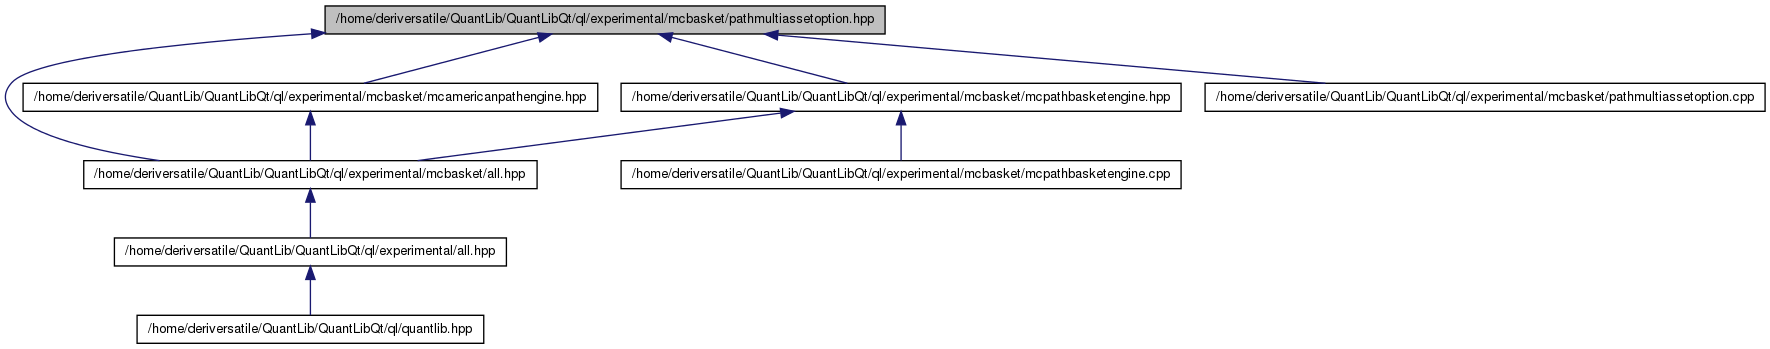 /home/deriversatile/QuantLib/QuantLibQt/ql/experimental/mcbasket/pathmultiassetoption.hpp
/home/deriversatile/QuantLib/QuantLibQt/ql/experimental/mcbasket/mcamericanpathengine.hpp
/home/deriversatile/QuantLib/QuantLibQt/ql/experimental/mcbasket/mcpathbasketengine.hpp
/home/deriversatile/QuantLib/QuantLibQt/ql/experimental/mcbasket/pathmultiassetoption.cpp
/home/deriversatile/QuantLib/QuantLibQt/ql/experimental/mcbasket/all.hpp
/home/deriversatile/QuantLib/QuantLibQt/ql/experimental/mcbasket/mcpathbasketengine.cpp
/home/deriversatile/QuantLib/QuantLibQt/ql/experimental/all.hpp
/home/deriversatile/QuantLib/QuantLibQt/ql/quantlib.hpp